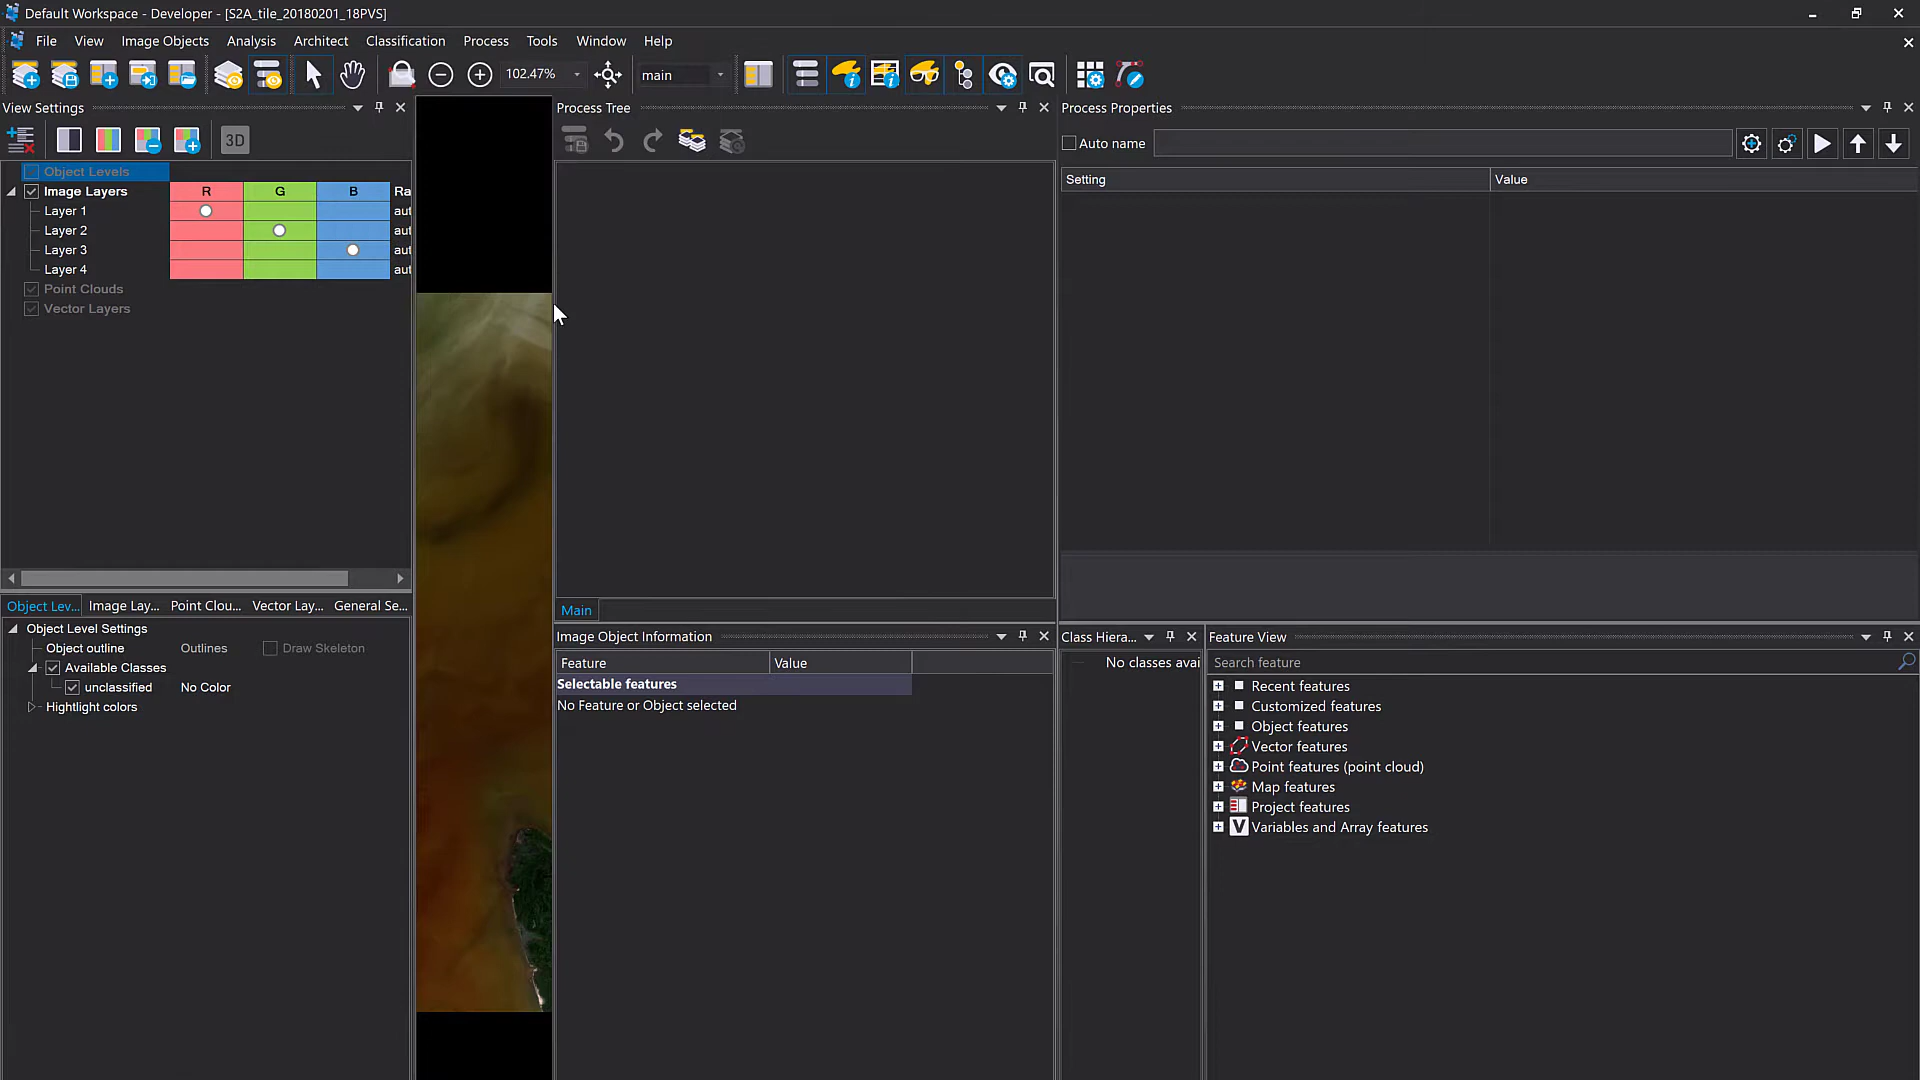 Default Workspace - Developer - [S2A_tile_20180201_18PVS]
File View Image Objects Analysis Architect Classification Process Tools Window Help
102.47% main
View Settings
3D
Object Levels
Image Layers R G B Ra
Layer 1 aut
Layer 2 aut
Layer 3 aut
Layer 4 aut
Point Clouds
Vector Layers
Object Lev... Image Lay... Point Clou... Vector Lay... General Se...
Object Level Settings
Object outline Outlines Draw Skeleton
Available Classes
unclassified No Color
Hightlight colors
Process Tree
Main
Image Object Information
Feature Value
Selectable features
No Feature or Object selected
Process Properties
Auto name
Setting Value
Class Hiera...
No classes avai
Feature View
Search feature
Recent features
Customized features
Object features
Vector features
Point features (point cloud)
Map features
Project features
V Variables and Array features